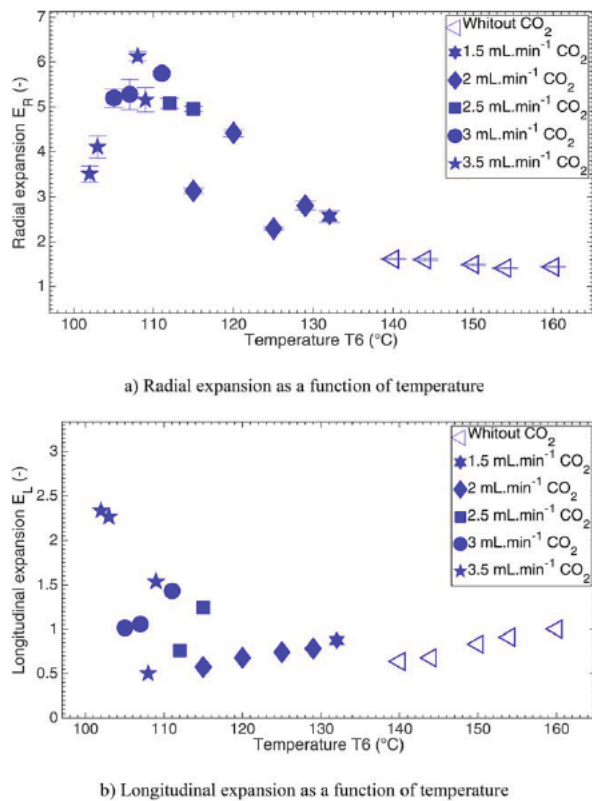 7
6
5
4
3
2
1
Radial expansion E_R (-)
Whitout CO₂
1.5 mL.min⁻¹ CO₂
2 mL.min⁻¹ CO₂
2.5 mL.min⁻¹ CO₂
3 mL.min⁻¹ CO₂
3.5 mL.min⁻¹ CO₂
100 110 120 130 140 150 160
Temperature T6 (°C)
a) Radial expansion as a function of temperature
3
2.5
2
1.5
1
0.5
0
Longitudinal expansion E_L (-)
Whitout CO₂
1.5 mL.min⁻¹ CO₂
2 mL.min⁻¹ CO₂
2.5 mL.min⁻¹ CO₂
3 mL.min⁻¹ CO₂
3.5 mL.min⁻¹ CO₂
100 110 120 130 140 150 160
Temperature T6 (°C)
b) Longitudinal expansion as a function of temperature